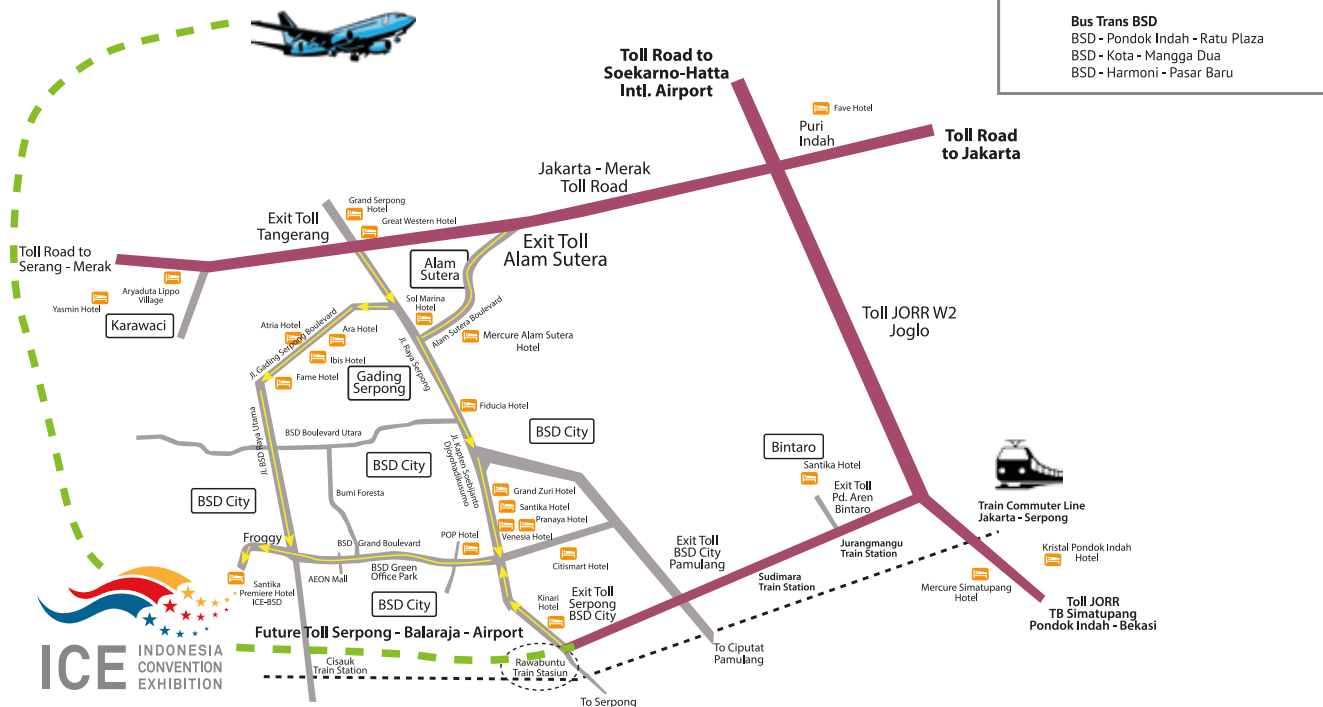 Bus Trans BSD
BSD - Pondok Indah - Ratu Plaza
BSD - Kota - Mangga Dua
BSD - Harmoni - Pasar Baru
Toll Road to
Soekarno-Hatta
Intl. Airport
Fave Hotel
Puri
Indah
Toll Road
to Jakarta
Jakarta - Merak
Toll Road
Grand Serpong
Hotel
Great Western Hotel
Exit Toll
Tangerang
Exit Toll
Alam Sutera
Toll Road to
Serang - Merak
Alam
Sutera
Aryaduta Lippo
Village
Yasmin Hotel
Karawaci
Sol Marina
Hotel
Alam Sutera Boulevard
Mercure Alam Sutera
Hotel
Toll JORR W2
Joglo
Atria Hotel
Ara Hotel
Jl. Gading Serpong Boulevard
Ibis Hotel
Fame Hotel
Jl. Raya Serpong
Gading
Serpong
Fiducia Hotel
BSD City
Jl. BSD Raya Utama
BSD Boulevard Utara
Jl. Kapten Soebijanto
Djoyohadikusumo
BSD City
Bintaro
Santika Hotel
Exit Toll
Pd. Aren
Bintaro
Train Commuter Line
Jakarta - Serpong
BSD City
Bumi Foresta
Grand Zuri Hotel
Santika Hotel
Pranaya Hotel
Venesia Hotel
Froggy
BSD Grand Boulevard
POP Hotel
Exit Toll
BSD City
Pamulang
Jurangmangu
Train Station
Kristal Pondok Indah
Hotel
AEON Mall
BSD Green
Office Park
Citismart Hotel
Sudimara
Train Station
Mercure Simatupang
Hotel
Santika
Premiere Hotel
ICE-BSD
BSD City
Kinari
Hotel
Exit Toll
Serpong
BSD City
Toll JORR
TB Simatupang
Pondok Indah - Bekasi
Future Toll Serpong - Balaraja - Airport
To Ciputat
Pamulang
ICE
INDONESIA
CONVENTION
EXHIBITION
Cisauk
Train Station
Rawabuntu
Train Stasiun
To Serpong